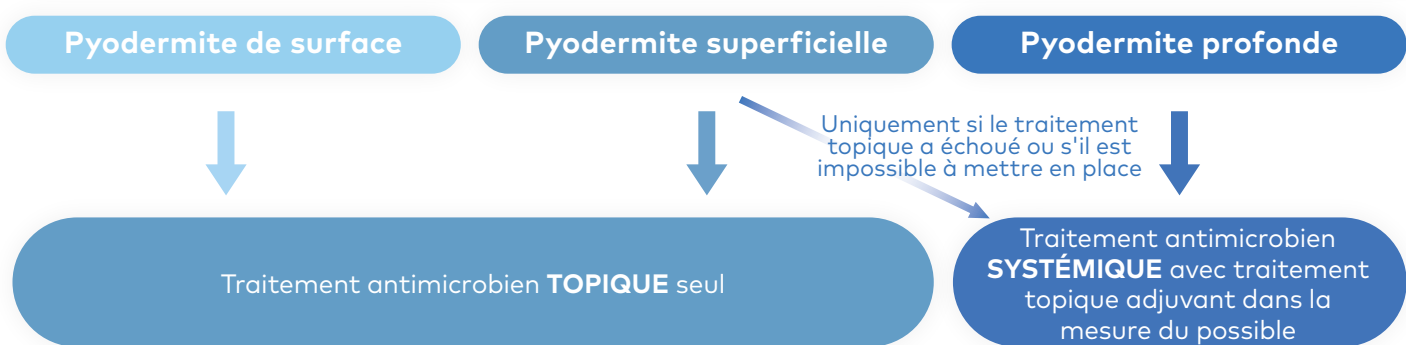 Pyodermite de surface
Pyodermite superficielle
Pyodermite profonde
Uniquement si le traitement
topique a échoué ou s'il est
impossible à mettre en place
Traitement antimicrobien TOPIQUE seul
Traitement antimicrobien
SYSTÉMIQUE avec traitement
topique adjuvant dans la
mesure du possible